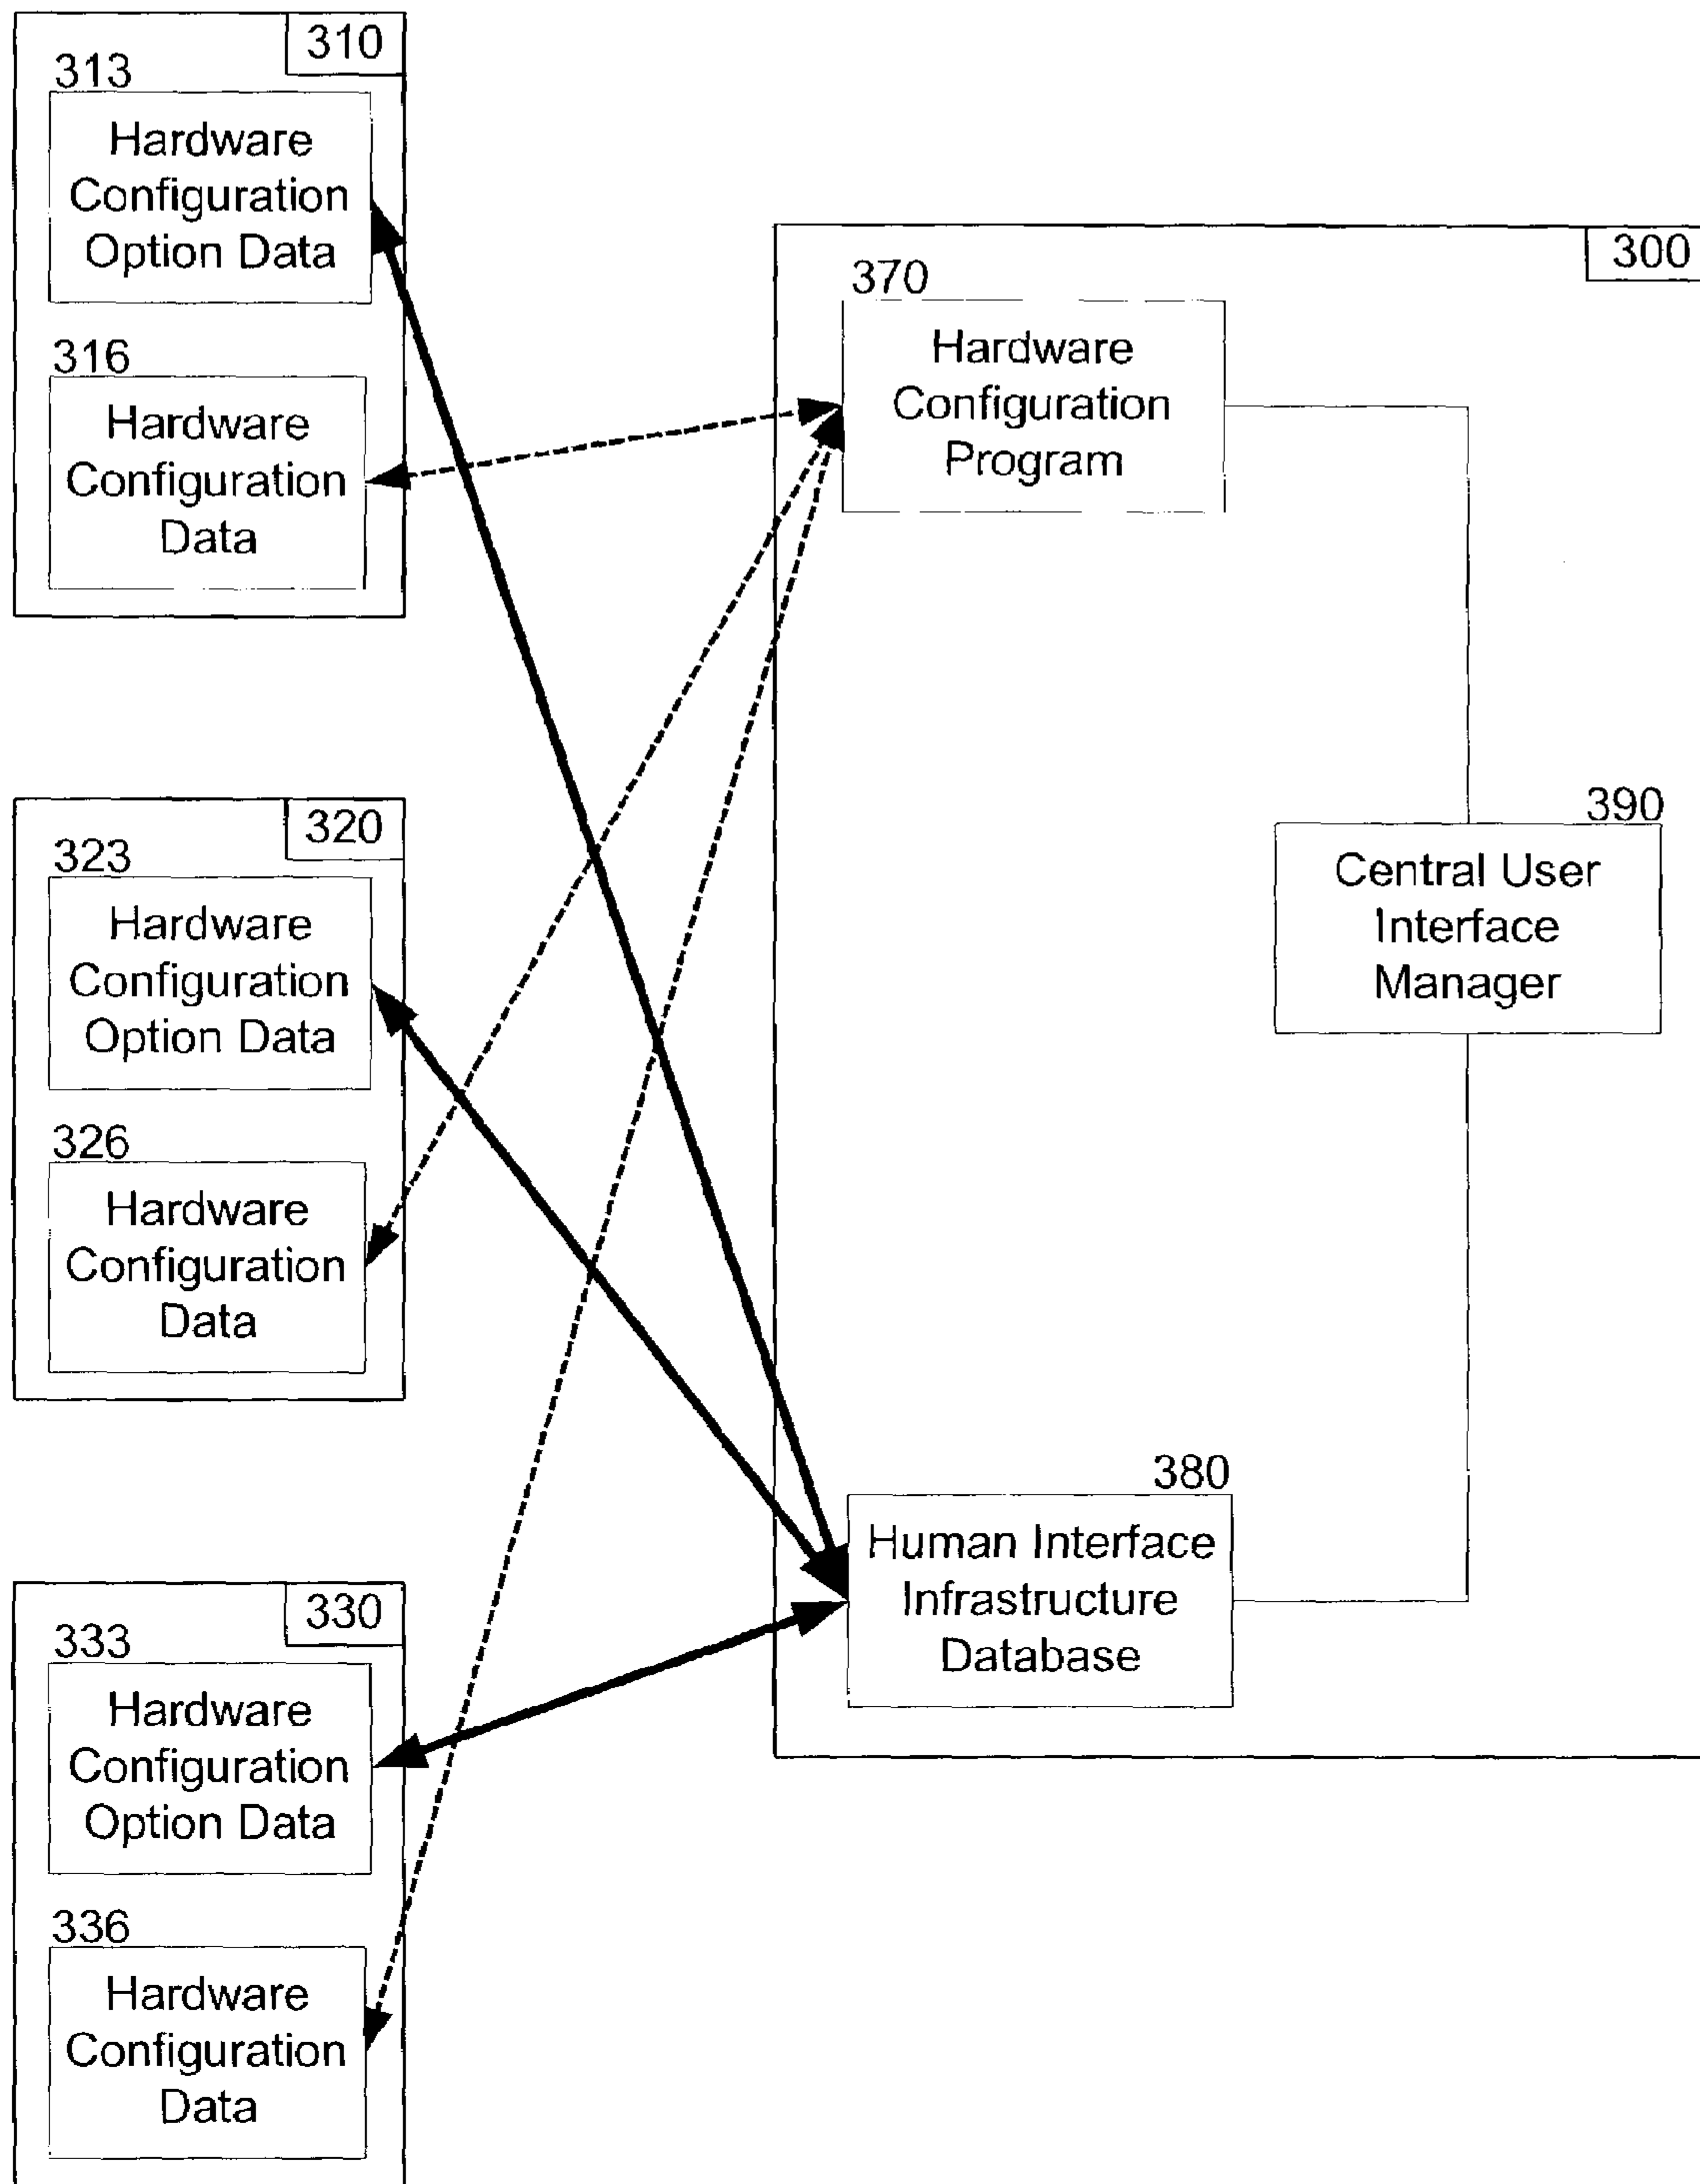 310
313
Hardware
Configuration
Option Data
316
Hardware
Configuration
Data
320
323
Hardware
Configuration
Option Data
326
Hardware
Configuration
Data
330
333
Hardware
Configuration
Option Data
336
Hardware
Configuration
Data
300
370
Hardware
Configuration
Program
390
Central User
Interface
Manager
380
Human Interface
Infrastructure
Database